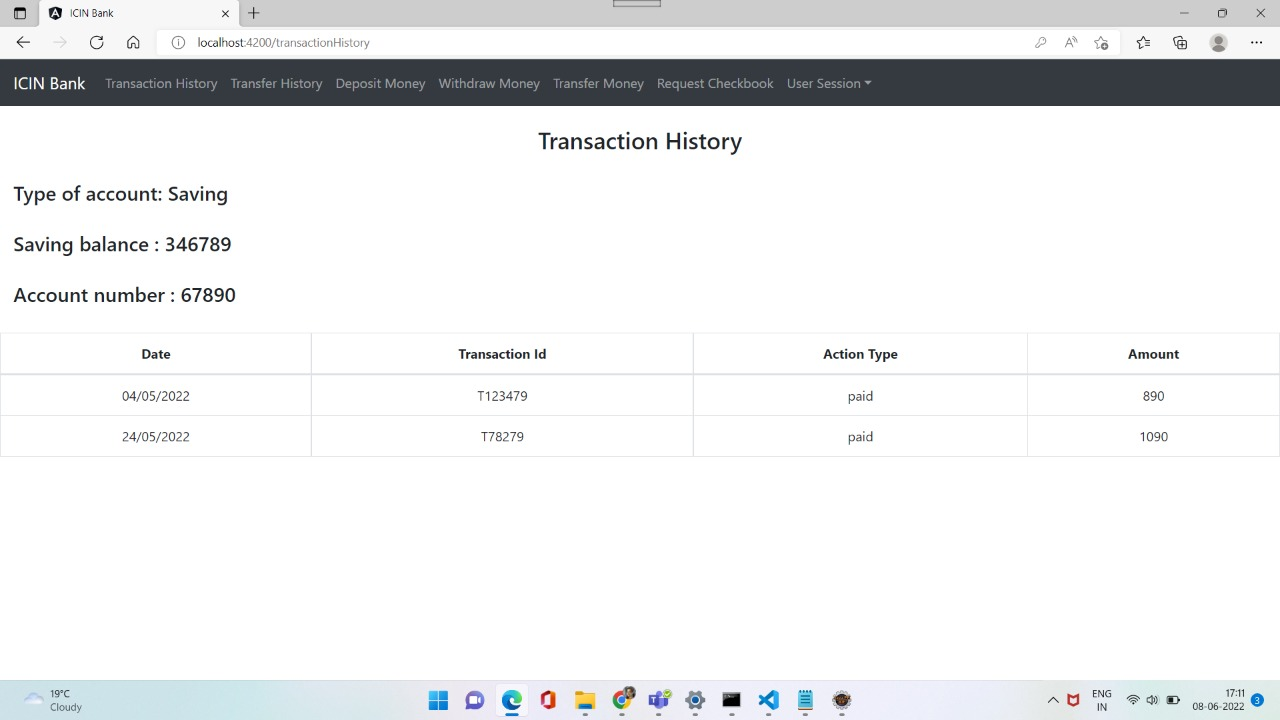 ICIN Bank
localhost:4200/transactionHistory
ICIN Bank Transaction History Transfer History Deposit Money Withdraw Money Transfer Money Request Checkbook User Session
Transaction History
Type of account: Saving
Saving balance : 346789
Account number : 67890
Date Transaction Id Action Type Amount
04/05/2022 T123479 paid 890
24/05/2022 T78279 paid 1090
19°C
Cloudy
ENG
IN
17:11
08-06-2022
3